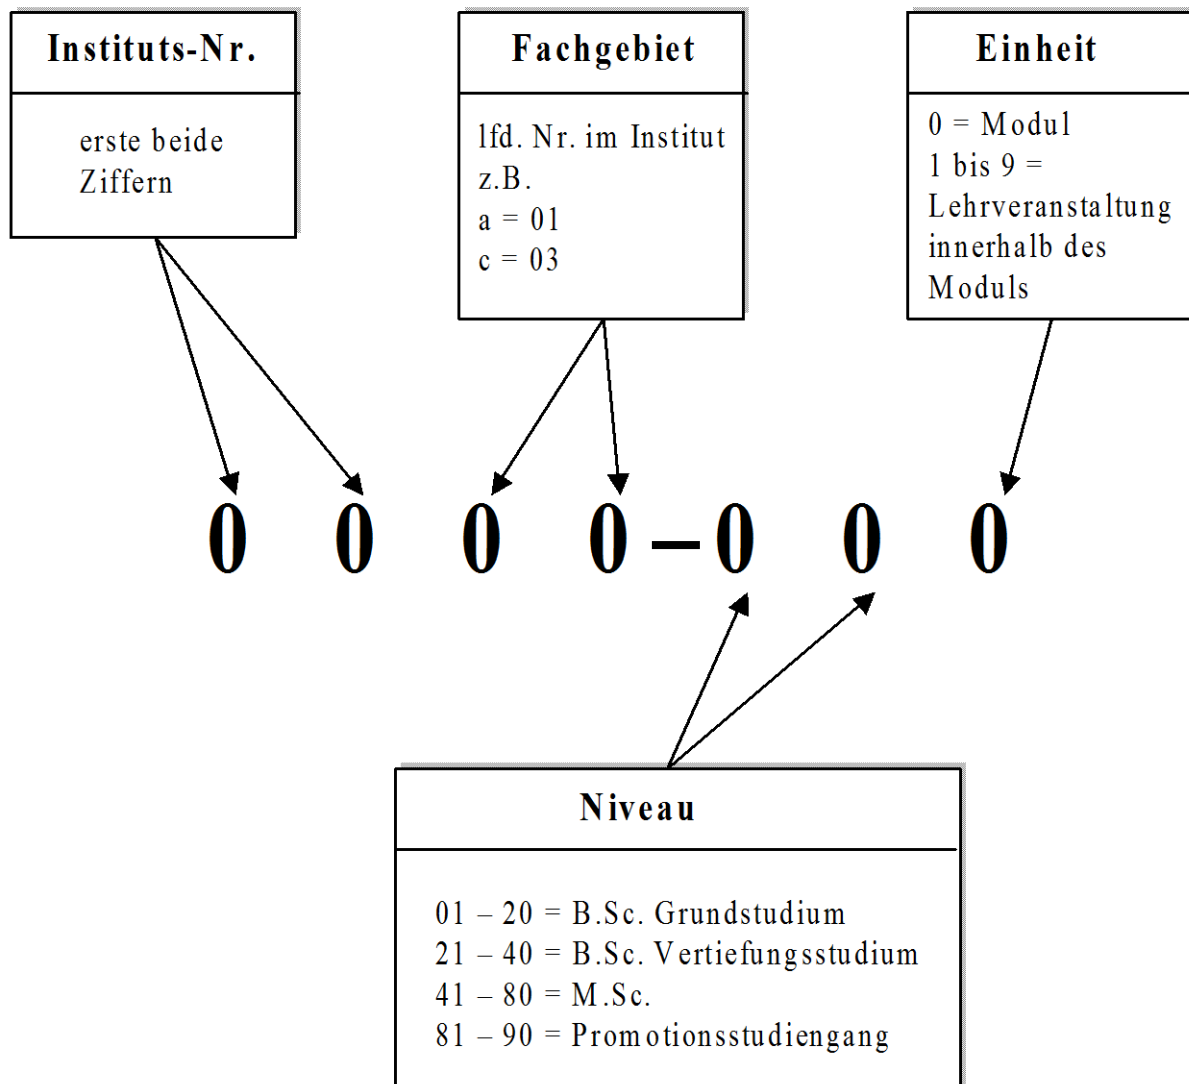 Instituts-Nr.
erste beide
Ziffern
Fachgebiet
lfd. Nr. im Institut
z.B.
a = 01
c = 03
Einheit
0 = Modul
1 bis 9 =
Lehrveranstaltung
innerhalb des
Moduls
0 0 0 0 – 0 0 0
Niveau
01 – 20 = B.Sc. Grundstudium
21 – 40 = B.Sc. Vertiefungsstudium
41 – 80 = M.Sc.
81 – 90 = Promotionsstudiengang